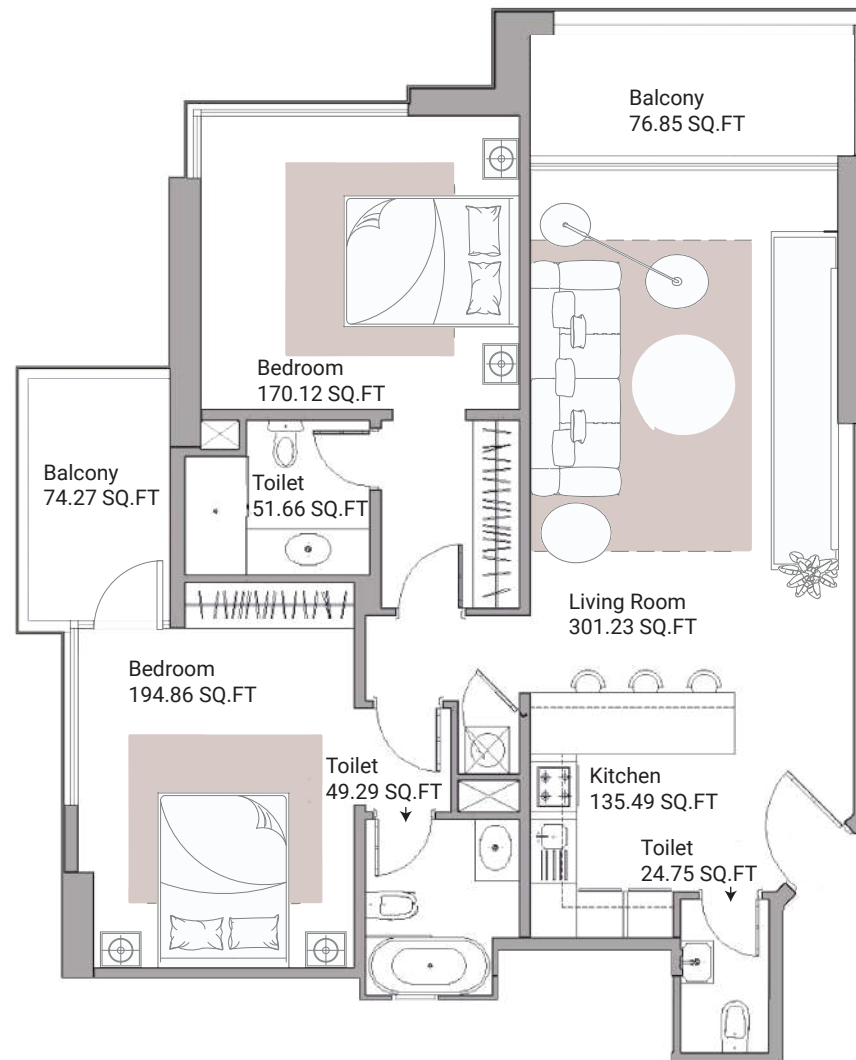 Balcony
76.85 SQ.FT
Bedroom
170.12 SQ.FT
Balcony
74.27 SQ.FT
Toilet
51.66 SQ.FT
Living Room
301.23 SQ.FT
Bedroom
194.86 SQ.FT
Toilet
49.29 SQ.FT
Kitchen
135.49 SQ.FT
Toilet
24.75 SQ.FT